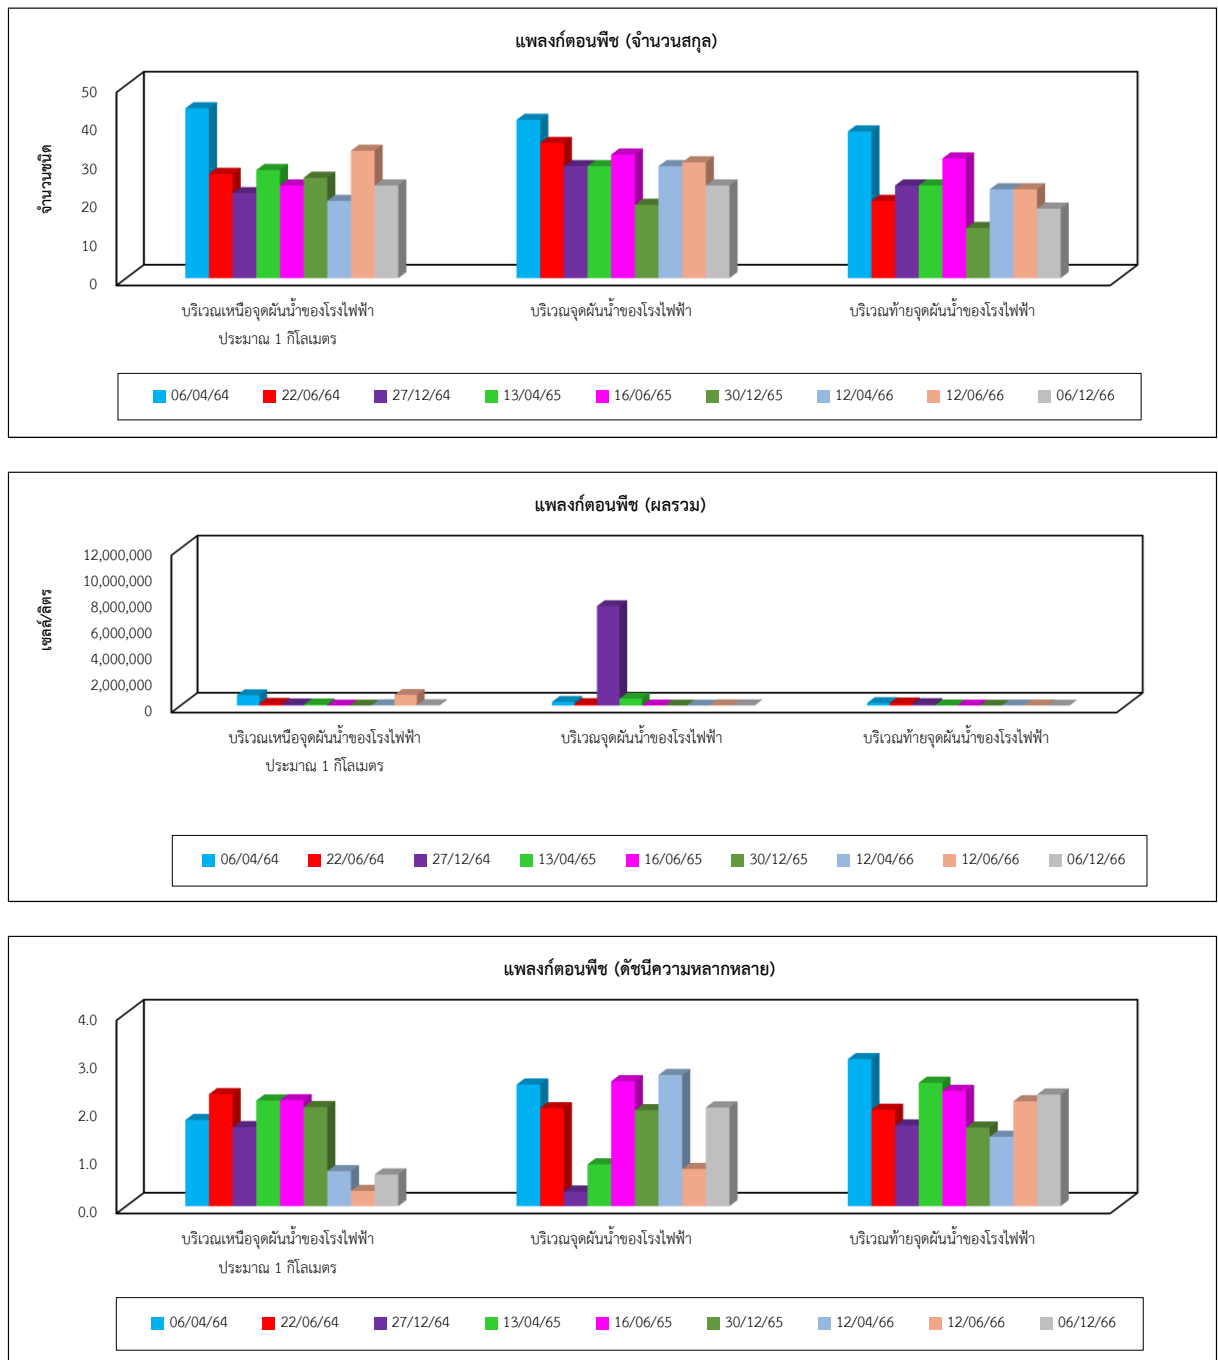 แพลงก์ตอนพืช (จำนวนสกุล)
จำนวนชนิด
50
40
30
20
10
0
บริเวณเหนือจุดผันน้ำของโรงไฟฟ้า บริเวณจุดผันน้ำของโรงไฟฟ้า บริเวณท้ายจุดผันน้ำของโรงไฟฟ้า
ประมาณ 1 กิโลเมตร
06/04/64 22/06/64 27/12/64 13/04/65 16/06/65 30/12/65 12/04/66 12/06/66 06/12/66
แพลงก์ตอนพืช (ผลรวม)
เซลล์/ลิตร
12,000,000
10,000,000
8,000,000
6,000,000
4,000,000
2,000,000
0
บริเวณเหนือจุดผันน้ำของโรงไฟฟ้า บริเวณจุดผันน้ำของโรงไฟฟ้า บริเวณท้ายจุดผันน้ำของโรงไฟฟ้า
ประมาณ 1 กิโลเมตร
06/04/64 22/06/64 27/12/64 13/04/65 16/06/65 30/12/65 12/04/66 12/06/66 06/12/66
แพลงก์ตอนพืช (ดัชนีความหลากหลาย)
4.0
3.0
2.0
1.0
0.0
บริเวณเหนือจุดผันน้ำของโรงไฟฟ้า บริเวณจุดผันน้ำของโรงไฟฟ้า บริเวณท้ายจุดผันน้ำของโรงไฟฟ้า
ประมาณ 1 กิโลเมตร
06/04/64 22/06/64 27/12/64 13/04/65 16/06/65 30/12/65 12/04/66 12/06/66 06/12/66